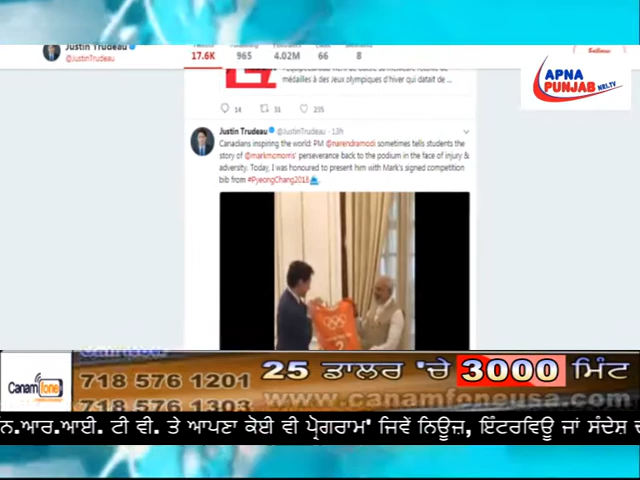 Justin Trudeau
@JustinTrudeau
17.6K 965 4.02M 66 8
médailles à des Jeux olympiques d'hiver qui datait de ...
14 31 235
APNA
PUNJAB NRI.TV
Justin Trudeau @JustinTrudeau · 13h
Canadians inspiring the world: PM @narendramodi sometimes tells students the
story of @markmcmorris' perseverance back to the podium in the face of injury &
adversity. Today, I was honoured to present him with Mark's signed competition
bib from #PyeongChang2018
Canam fone
718 576 1201
718 576 1303
25 ਡਾਲਰ 'ਚੇ 3000 ਮਿੰਟ
www.canamfoneusa.com
ਨ.ਆਰ.ਆਈ. ਟੀ ਵੀ. ਤੇ ਆਪਣਾ ਕੋਈ ਵੀ ਪ੍ਰੋਗਰਾਮ' ਜਿਵੇਂ ਨਿਊਜ਼, ਇੰਟਰਵਿਊ ਜਾਂ ਸੰਦੇਸ਼